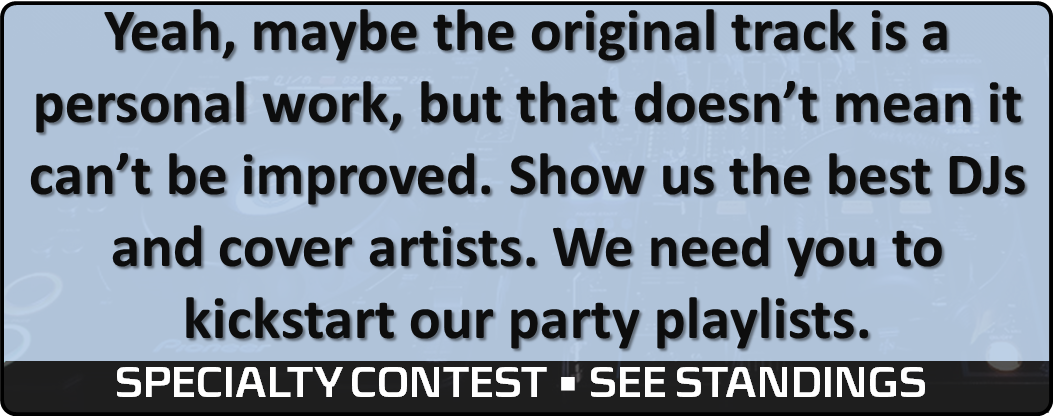 Yeah, maybe the original track is a
personal work, but that doesn’t mean it
can’t be improved. Show us the best DJs
and cover artists. We need you to
kickstart our party playlists.
SPECIALTY CONTEST ▪ SEE STANDINGS